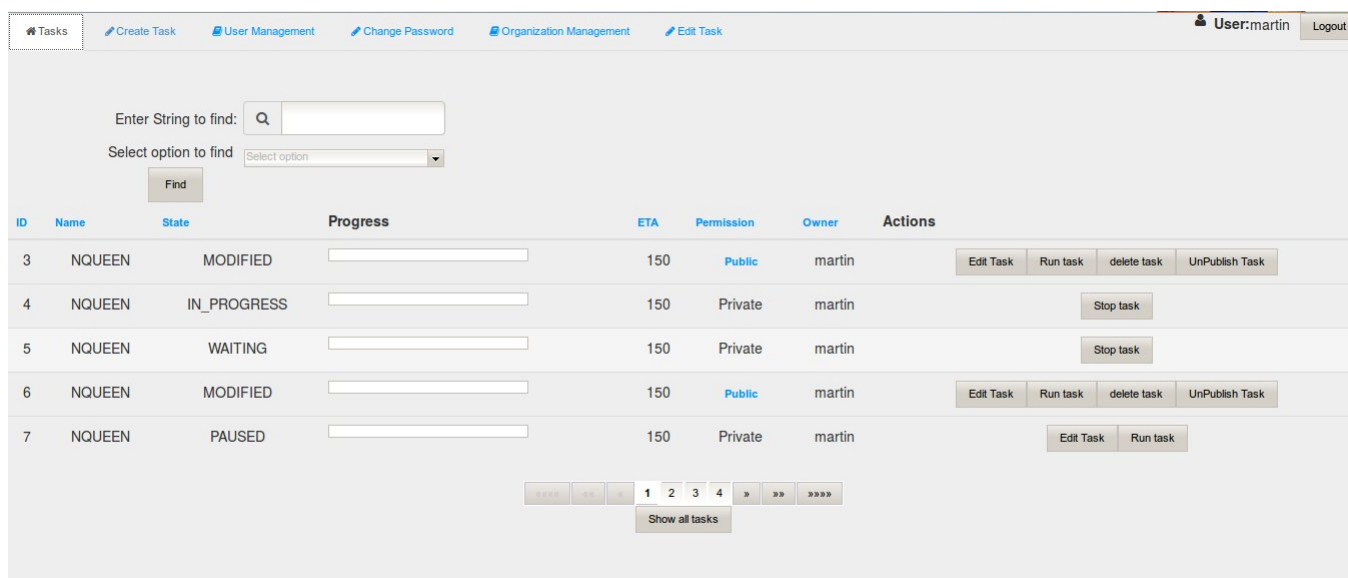 Tasks Create Task User Management Change Password Organization Management Edit Task User:martin Logout
Enter String to find:
Select option to find Select option
Find
ID Name State Progress ETA Permission Owner Actions
3 NQUEEN MODIFIED 150 Public martin Edit Task Run task delete task UnPublish Task
4 NQUEEN IN_PROGRESS 150 Private martin Stop task
5 NQUEEN WAITING 150 Private martin Stop task
6 NQUEEN MODIFIED 150 Public martin Edit Task Run task delete task UnPublish Task
7 NQUEEN PAUSED 150 Private martin Edit Task Run task
«««« «« « 1 2 3 4 » »» »»»»
Show all tasks